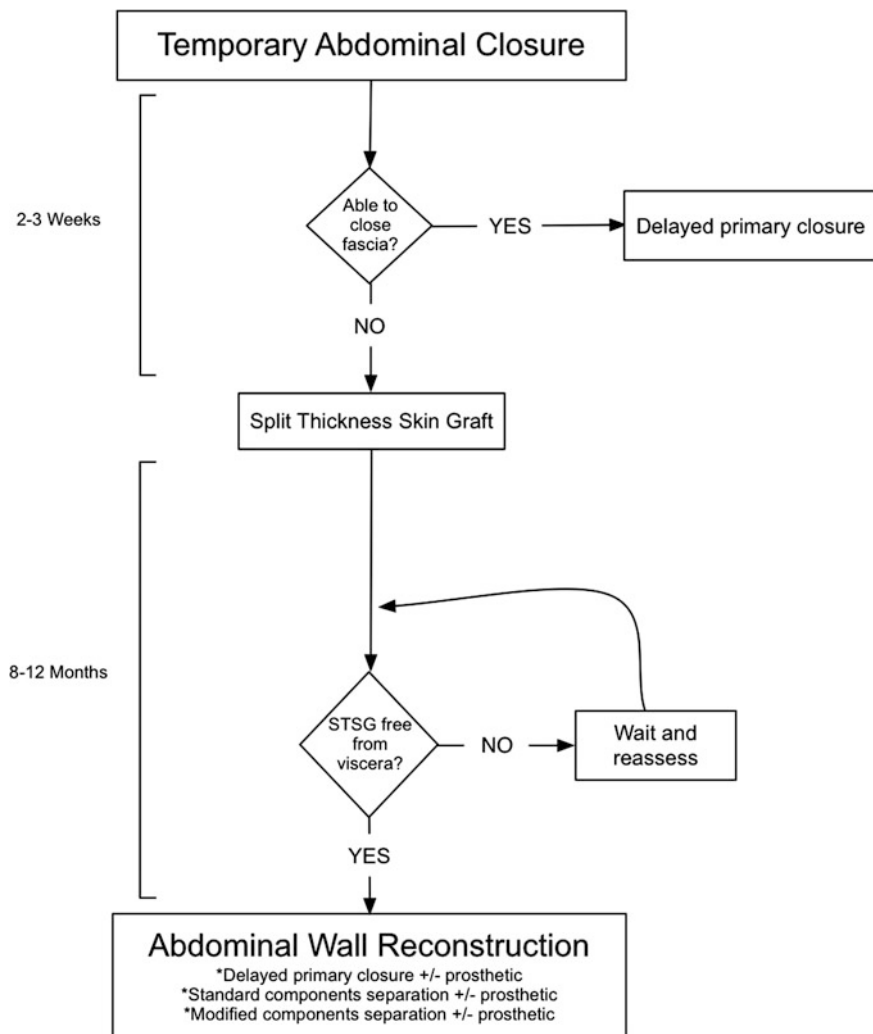 Temporary Abdominal Closure
2-3 Weeks
Able to
close
fascia?
YES
Delayed primary closure
NO
Split Thickness Skin Graft
8-12 Months
STSG free
from
viscera?
NO
Wait and
reassess
YES
Abdominal Wall Reconstruction
*Delayed primary closure +/- prosthetic
*Standard components separation +/- prosthetic
*Modified components separation +/- prosthetic